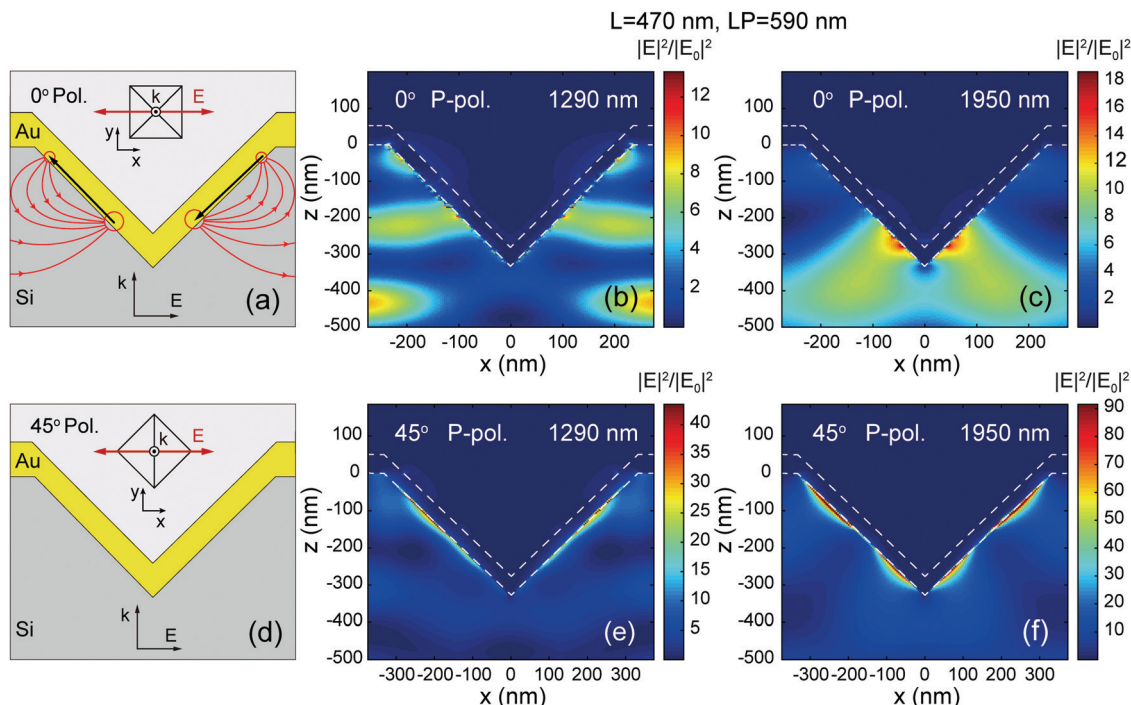 L=470 nm, LP=590 nm
0° Pol.
k
E
y
x
Au
k
E
Si
(a)
|E|²/|E₀|²
0° P-pol. 1290 nm
100
0
-100
-200
-300
-400
-500
z (nm)
-200 -100 0 100 200
x (nm)
12
10
8
6
4
2
(b)
|E|²/|E₀|²
0° P-pol. 1950 nm
100
0
-100
-200
-300
-400
-500
z (nm)
-200 -100 0 100 200
x (nm)
18
16
14
12
10
8
6
4
2
(c)
45° Pol.
k
E
y
x
Au
k
E
Si
(d)
|E|²/|E₀|²
45° P-pol. 1290 nm
100
0
-100
-200
-300
-400
-500
z (nm)
-300 -200 -100 0 100 200 300
x (nm)
40
35
30
25
20
15
10
5
(e)
|E|²/|E₀|²
45° P-pol. 1950 nm
100
0
-100
-200
-300
-400
-500
z (nm)
-300 -200 -100 0 100 200 300
x (nm)
90
80
70
60
50
40
30
20
10
(f)